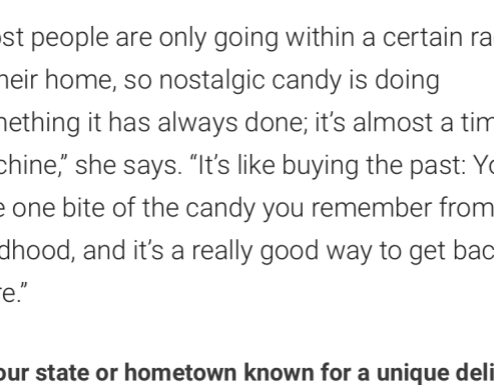 ost people are only going within a certain ra
heir home, so nostalgic candy is doing
nething it has always done; it’s almost a tim
chine,” she says. “It’s like buying the past: Yo
e one bite of the candy you remember from
dhood, and it’s a really good way to get bac
re.”
our state or hometown known for a unique deli